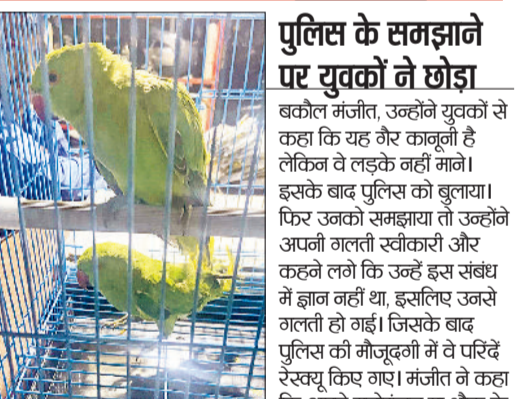 पुलिस के समझाने
पर युवकों ने छोड़ा
बकौल मंजीत, उन्होंने युवकों से
कहा कि यह गैर कानूनी है
लेकिन वे लड़के नहीं माने।
इसके बाद पुलिस को बुलाया।
फिर उनको समझाया तो उन्होंने
अपनी गलती स्वीकारी और
कहने लगे कि उन्हें इस संबंध
में ज्ञान नहीं था, इसलिए उनसे
गलती हो गई। जिसके बाद
पुलिस की मौजूदगी में वे परिंदें
रेस्क्यू किए गए। मंजीत ने कहा